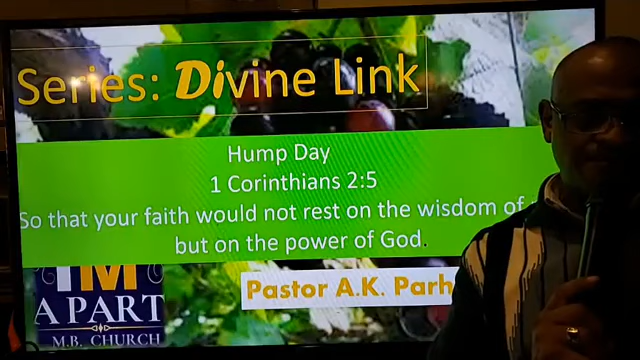 Series: Divine Link
Hump Day
1 Corinthians 2:5
So that your faith would not rest on the wisdom of
but on the power of God.
Pastor A.K. Parh
I'M
A PART
M.B. CHURCH